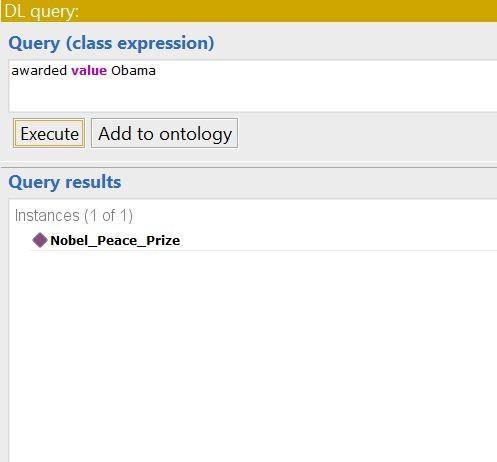 DL query:
Query (class expression)
awarded value Obama
Execute Add to ontology
Query results
Instances (1 of 1)
Nobel_Peace_Prize